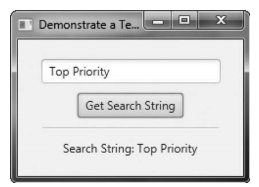 Demonstrate a Te...
Top Priority
Get Search String
Search String: Top Priority